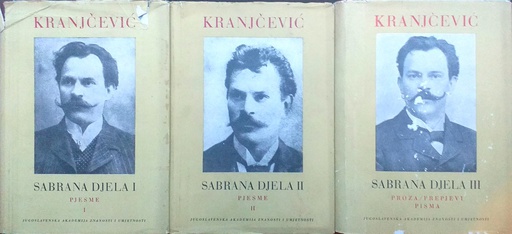 KRANJČEVIĆ
SABRANA DJELA I
PJESME
I
JUGOSLAVENSKA AKADEMIJA ZNANOSTI I UMJETNOSTI
KRANJČEVIĆ
SABRANA DJELA II
PJESME
II
JUGOSLAVENSKA AKADEMIJA ZNANOSTI I UMJETNOSTI
KRANJČEVIĆ
SABRANA DJELA III
PROZA/PREPJEVI
PISMA
JUGOSLAVENSKA AKADEMIJA ZNANOSTI I UMJETNOSTI